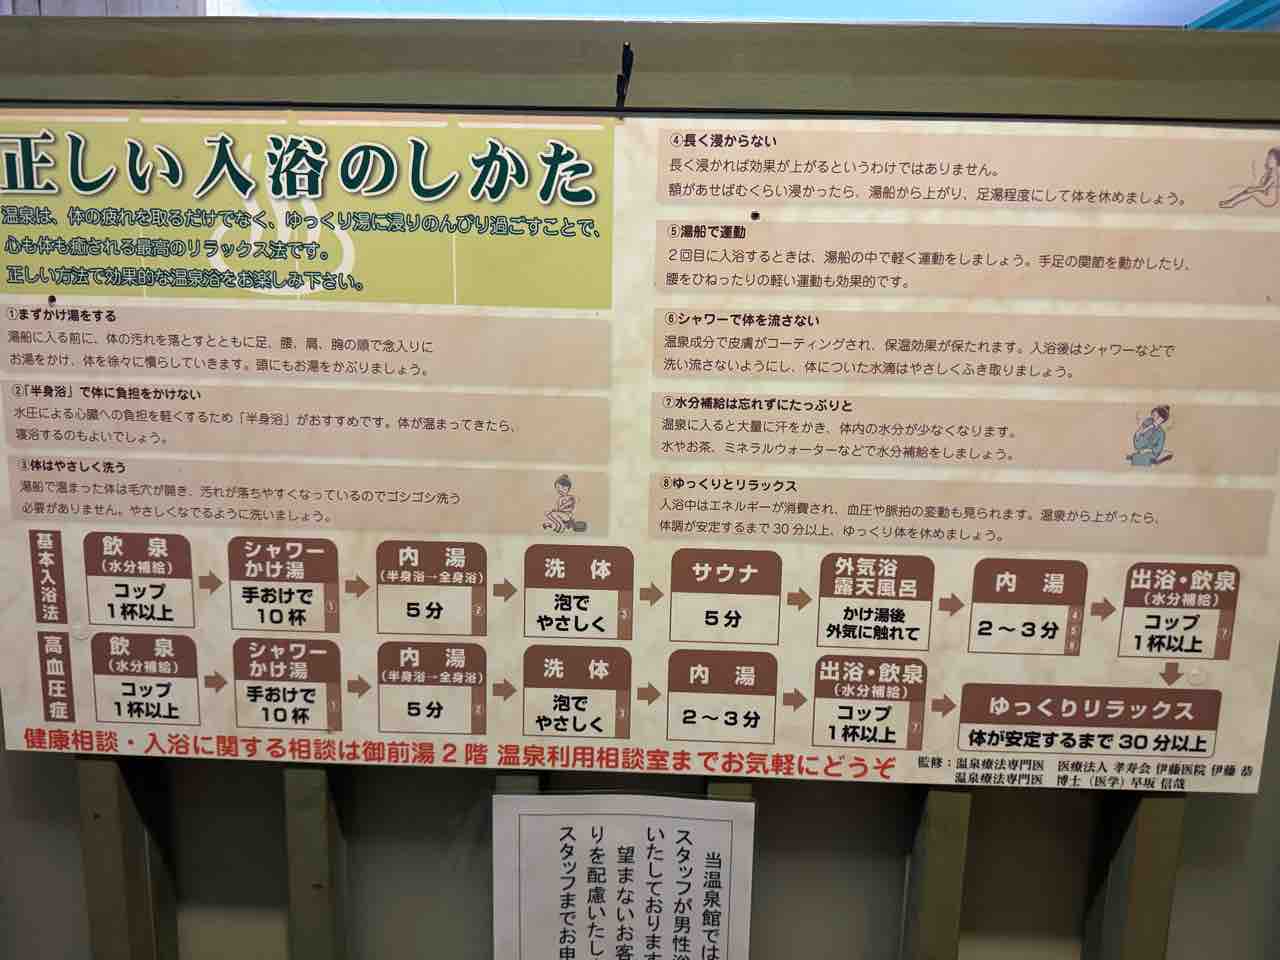 正しい入浴のしかた
温泉は、体の疲れを取るだけでなく、ゆっくり湯に浸りのんびり過ごすことで、
心も体も癒される最高のリラックス法です。
正しい方法で効果的な温泉浴をお楽しみ下さい。
①まずかけ湯をする
湯船に入る前に、体の汚れを落とすとともに足、腰、肩、胸の順で念入りに
お湯をかけ、体を徐々に慣らしていきます。頭にもお湯をかぶりましょう。
②「半身浴」で体に負担をかけない
水圧による心臓への負担を軽くするため「半身浴」がおすすめです。体が温まってきたら、
寝浴するのもよいでしょう。
③体はやさしく洗う
湯船で温まった体は毛穴が開き、汚れが落ちやすくなっているのでゴシゴシ洗う
必要がありません。やさしくなでるように洗いましょう。
④長く浸からない
長く浸かれば効果が上がるというわけではありません。
額があせばむくらい浸かったら、湯船から上がり、足湯程度にして体を休めましょう。
⑤湯船で運動
２回目に入浴するときは、湯船の中で軽く運動をしましょう。手足の関節を動かしたり、
腰をひねったりの軽い運動も効果的です。
⑥シャワーで体を流さない
温泉成分で皮膚がコーティングされ、保温効果が保たれます。入浴後はシャワーなどで
洗い流さないようにし、体についた水滴はやさしくふき取りましょう。
⑦水分補給は忘れずにたっぷりと
温泉に入ると大量に汗をかき、体内の水分が少なくなります。
水やお茶、ミネラルウォーターなどで水分補給をしましょう。
⑧ゆっくりとリラックス
入浴中はエネルギーが消費され、血圧や脈拍の変動も見られます。温泉から上がったら、
体調が安定するまで30分以上、ゆっくり体を休めましょう。
基本入浴法
飲泉
（水分補給）
コップ
1杯以上
シャワー
かけ湯
手おけで
10杯
①
内湯
（半身浴→全身浴）
5分
②
洗体
泡で
やさしく
③
サウナ
5分
外気浴
露天風呂
かけ湯後
外気に触れて
内湯
2～3分
④
⑤
⑥
出浴・飲泉
（水分補給）
コップ
1杯以上
⑦
高血圧症
飲泉
（水分補給）
コップ
1杯以上
シャワー
かけ湯
手おけで
10杯
①
内湯
（半身浴→全身浴）
5分
②
洗体
泡で
やさしく
③
内湯
2～3分
出浴・飲泉
（水分補給）
コップ
1杯以上
⑦
ゆっくりリラックス
体が安定するまで30分以上
健康相談・入浴に関する相談は御前湯2階 温泉利用相談室までお気軽にどうぞ
監修：温泉療法専門医 医療法人 孝寿会 伊藤医院 伊藤 恭
温泉療法専門医 博士（医学）早坂 信哉
当温泉館では
スタッフが男性浴
いたしております
望まないお客
りを配慮いたし
スタッフまでお申